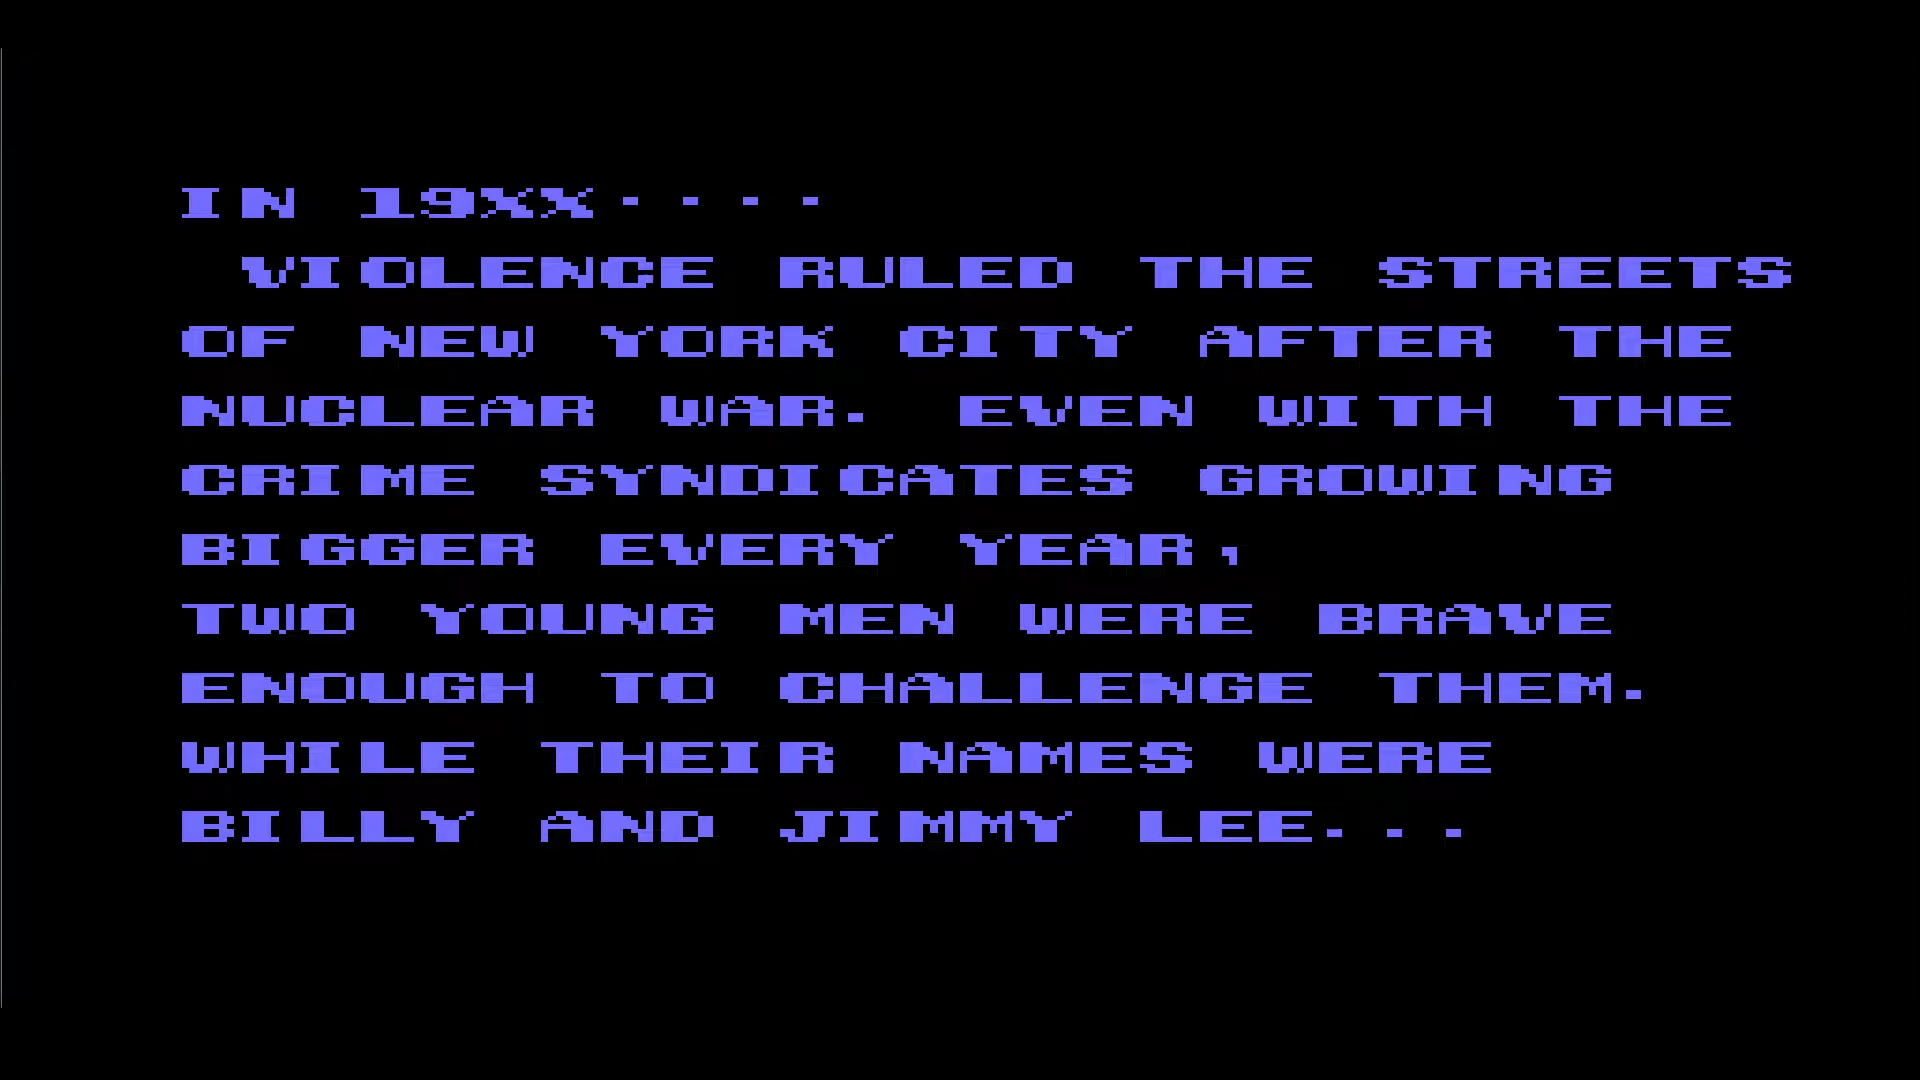 IN 19XX····
VIOLENCE RULED THE STREETS
OF NEW YORK CITY AFTER THE
NUCLEAR WAR. EVEN WITH THE
CRIME SYNDICATES GROWING
BIGGER EVERY YEAR,
TWO YOUNG MEN WERE BRAVE
ENOUGH TO CHALLENGE THEM.
WHILE THEIR NAMES WERE
BILLY AND JIMMY LEE...